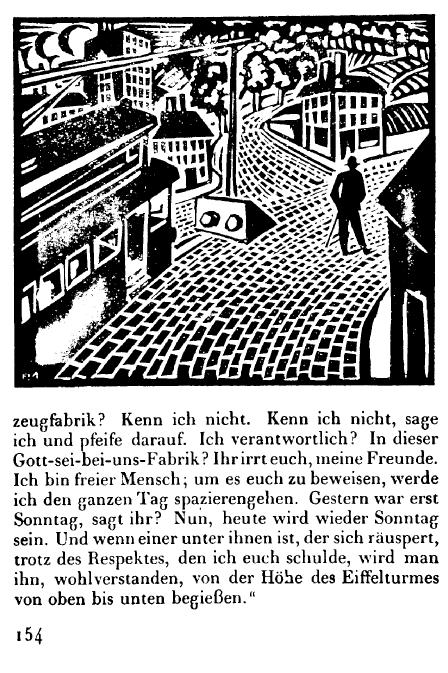 FM
zeugfabrik? Kenn ich nicht. Kenn ich nicht, sage
ich und pfeife darauf. Ich verantwortlich? In dieser
Gott-sei-bei-uns-Fabrik? Ihr irrt euch, meine Freunde.
Ich bin freier Mensch; um es euch zu beweisen, werde
ich den ganzen Tag spazierengehen. Gestern war erst
Sonntag, sagt ihr? Nun, heute wird wieder Sonntag
sein. Und wenn einer unter ihnen ist, der sich räuspert,
trotz des Respektes, den ich euch schulde, wird man
ihn, wohlverstanden, von der Höhe des Eiffelturmes
von oben bis unten begießen.“
154